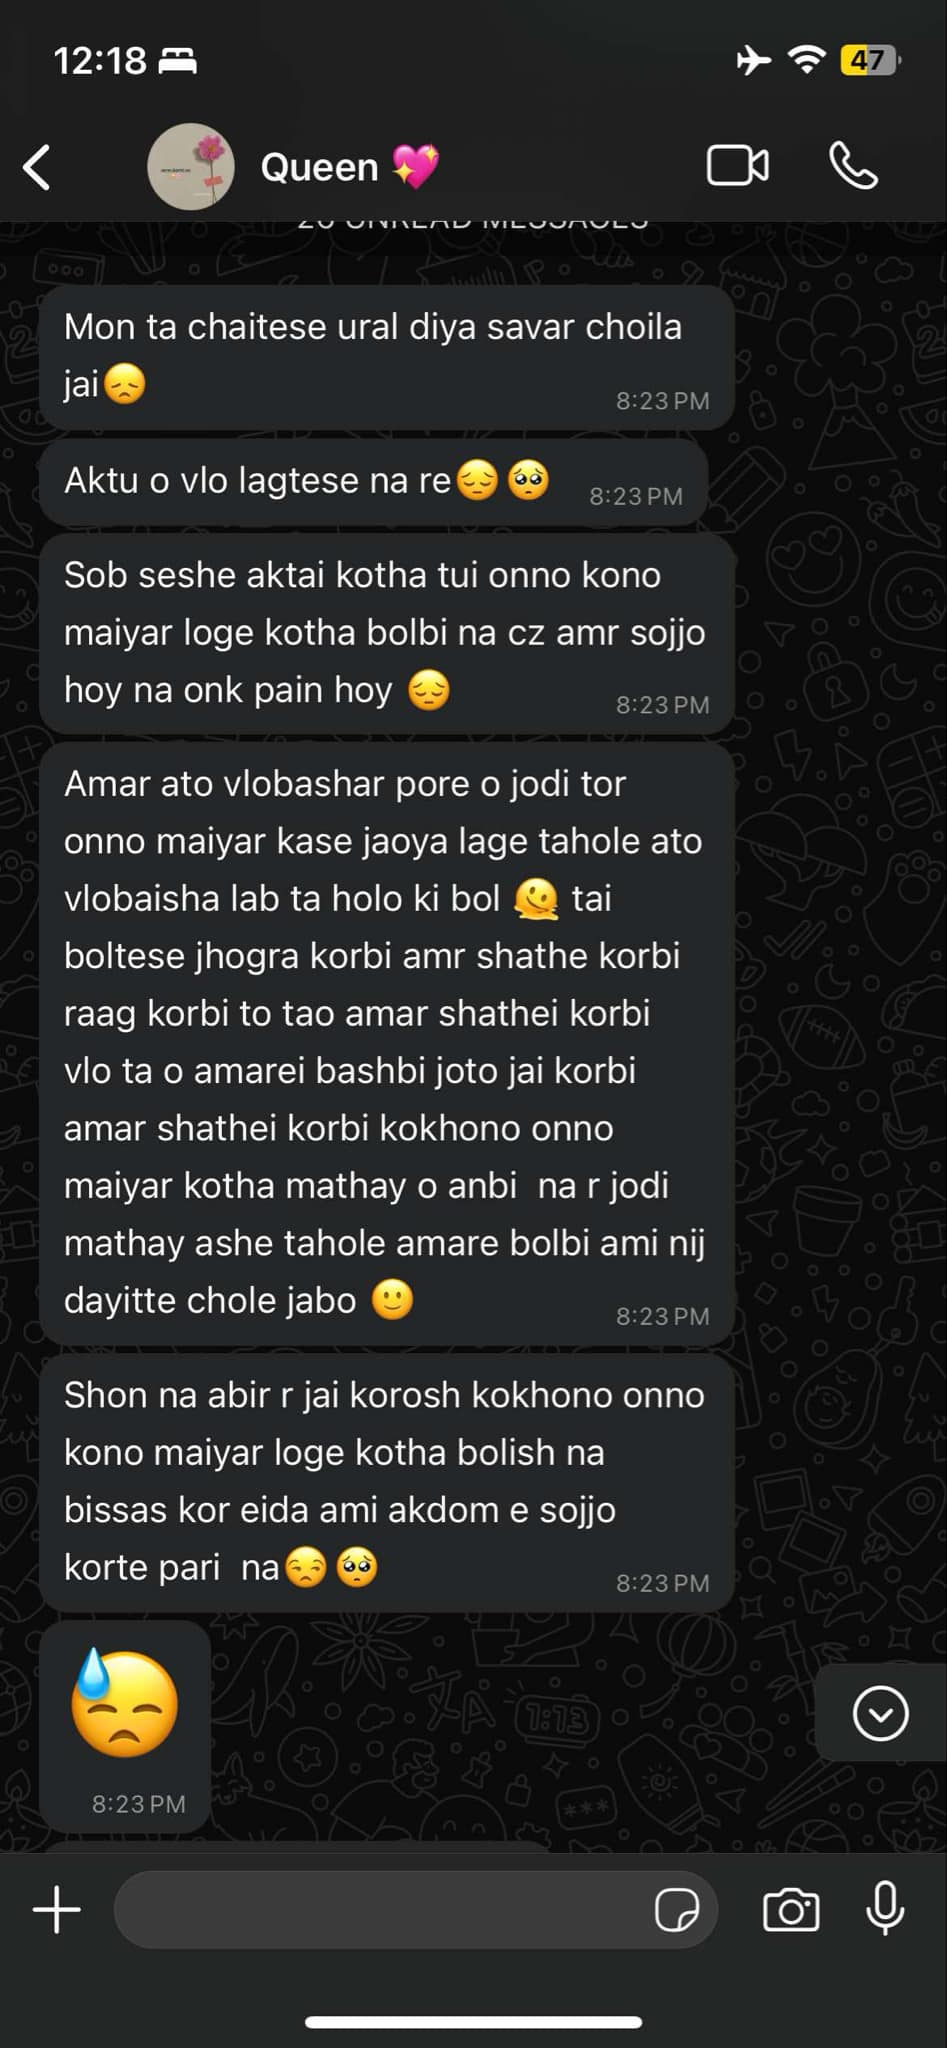 12:18
47
Queen 💖
20 UNREAD MESSAGES
Mon ta chaitese ural diya savar choila
jai😞
8:23 PM
Aktu o vlo lagtese na re😔🥺
8:23 PM
Sob seshe aktai kotha tui onno kono
maiyar loge kotha bolbi na cz amr sojjo
hoy na onk pain hoy 😔
8:23 PM
Amar ato vlobashar pore o jodi tor
onno maiyar kase jaoya lage tahole ato
vlobaisha lab ta holo ki bol 🫠 tai
boltese jhogra korbi amr shathe korbi
raag korbi to tao amar shathei korbi
vlo ta o amarei bashbi joto jai korbi
amar shathei korbi kokhono onno
maiyar kotha mathay o anbi  na r jodi
mathay ashe tahole amare bolbi ami nij
dayitte chole jabo 🙂
8:23 PM
Shon na abir r jai korosh kokhono onno
kono maiyar loge kotha bolish na
bissas kor eida ami akdom e sojjo
korte pari  na😒🥺
8:23 PM
😓
8:23 PM